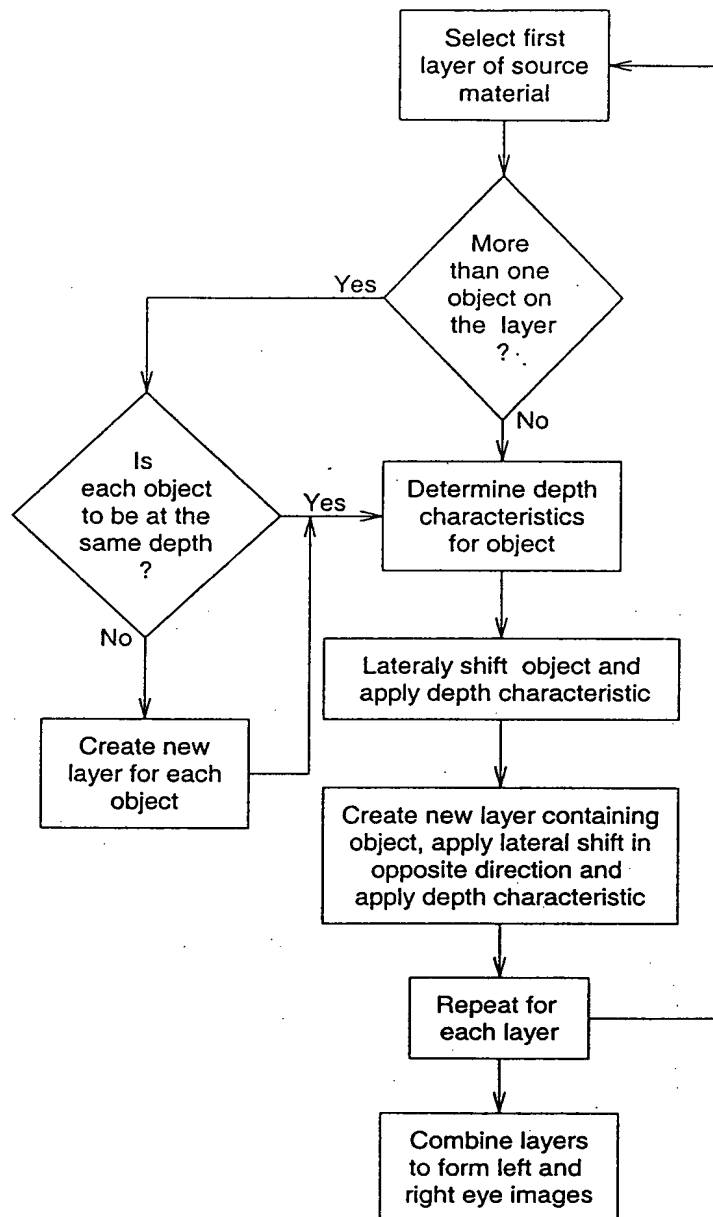 Select first
layer of source
material
More
than one
object on
the layer
?
Yes
No
Is
each object
to be at the
same depth
?
Yes
No
Determine depth
characteristics
for object
Lateraly shift object and
apply depth characteristic
Create new
layer for each
object
Create new layer containing
object, apply lateral shift in
opposite direction and
apply depth characteristic
Repeat for
each layer
Combine layers
to form left and
right eye images